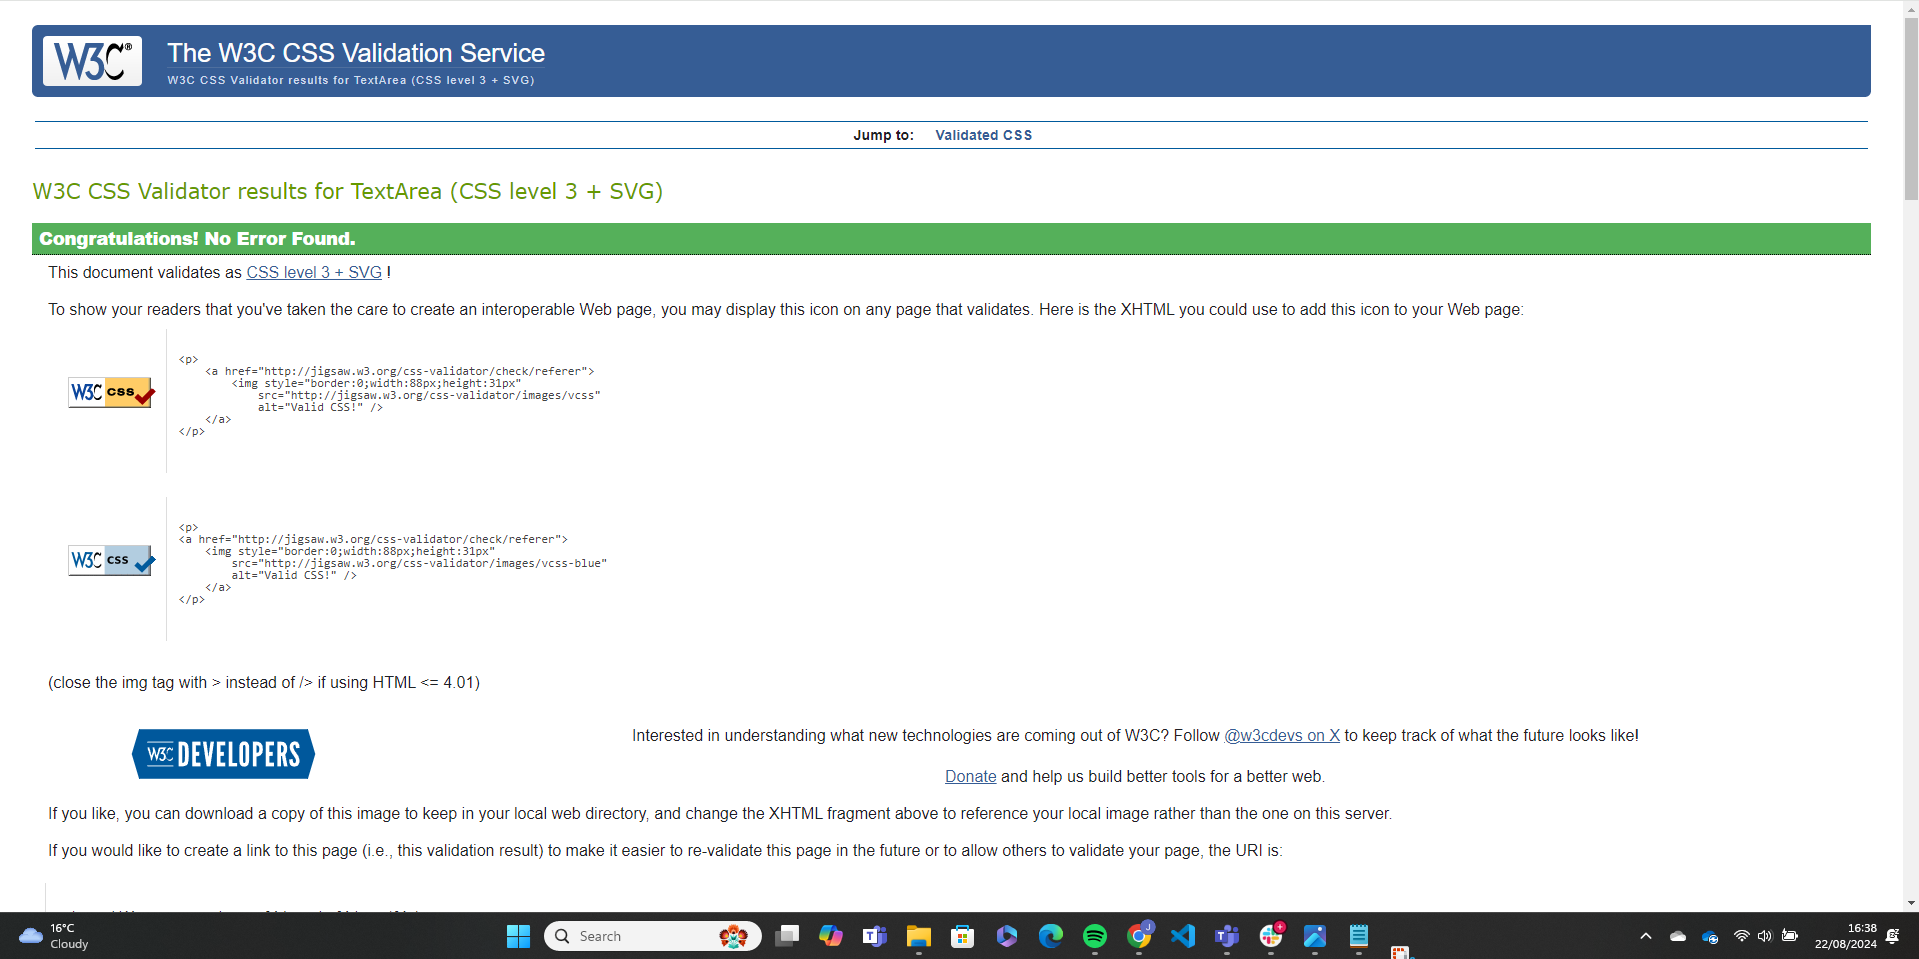 W3C®
The W3C CSS Validation Service
W3C CSS Validator results for TextArea (CSS level 3 + SVG)
Jump to: Validated CSS
W3C CSS Validator results for TextArea (CSS level 3 + SVG)
Congratulations! No Error Found.
This document validates as CSS level 3 + SVG !
To show your readers that you've taken the care to create an interoperable Web page, you may display this icon on any page that validates. Here is the XHTML you could use to add this icon to your Web page:
W3C css
<p>
<a href="http://jigsaw.w3.org/css-validator/check/referer">
<img style="border:0;width:88px;height:31px"
src="http://jigsaw.w3.org/css-validator/images/vcss"
alt="Valid CSS!" />
</a>
</p>
W3C css
<p>
<a href="http://jigsaw.w3.org/css-validator/check/referer">
<img style="border:0;width:88px;height:31px"
src="http://jigsaw.w3.org/css-validator/images/vcss-blue"
alt="Valid CSS!" />
</a>
</p>
(close the img tag with > instead of /> if using HTML <= 4.01)
W3C DEVELOPERS
Interested in understanding what new technologies are coming out of W3C? Follow @w3cdevs on X to keep track of what the future looks like!
Donate and help us build better tools for a better web.
If you like, you can download a copy of this image to keep in your local web directory, and change the XHTML fragment above to reference your local image rather than the one on this server.
If you would like to create a link to this page (i.e., this validation result) to make it easier to re-validate this page in the future or to allow others to validate your page, the URI is:
16°C
Cloudy
Search
16:38
22/08/2024